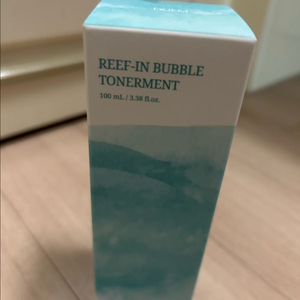 REEF-IN BUBBLE
TONERMENT
100 mL / 3.38 fl.oz.